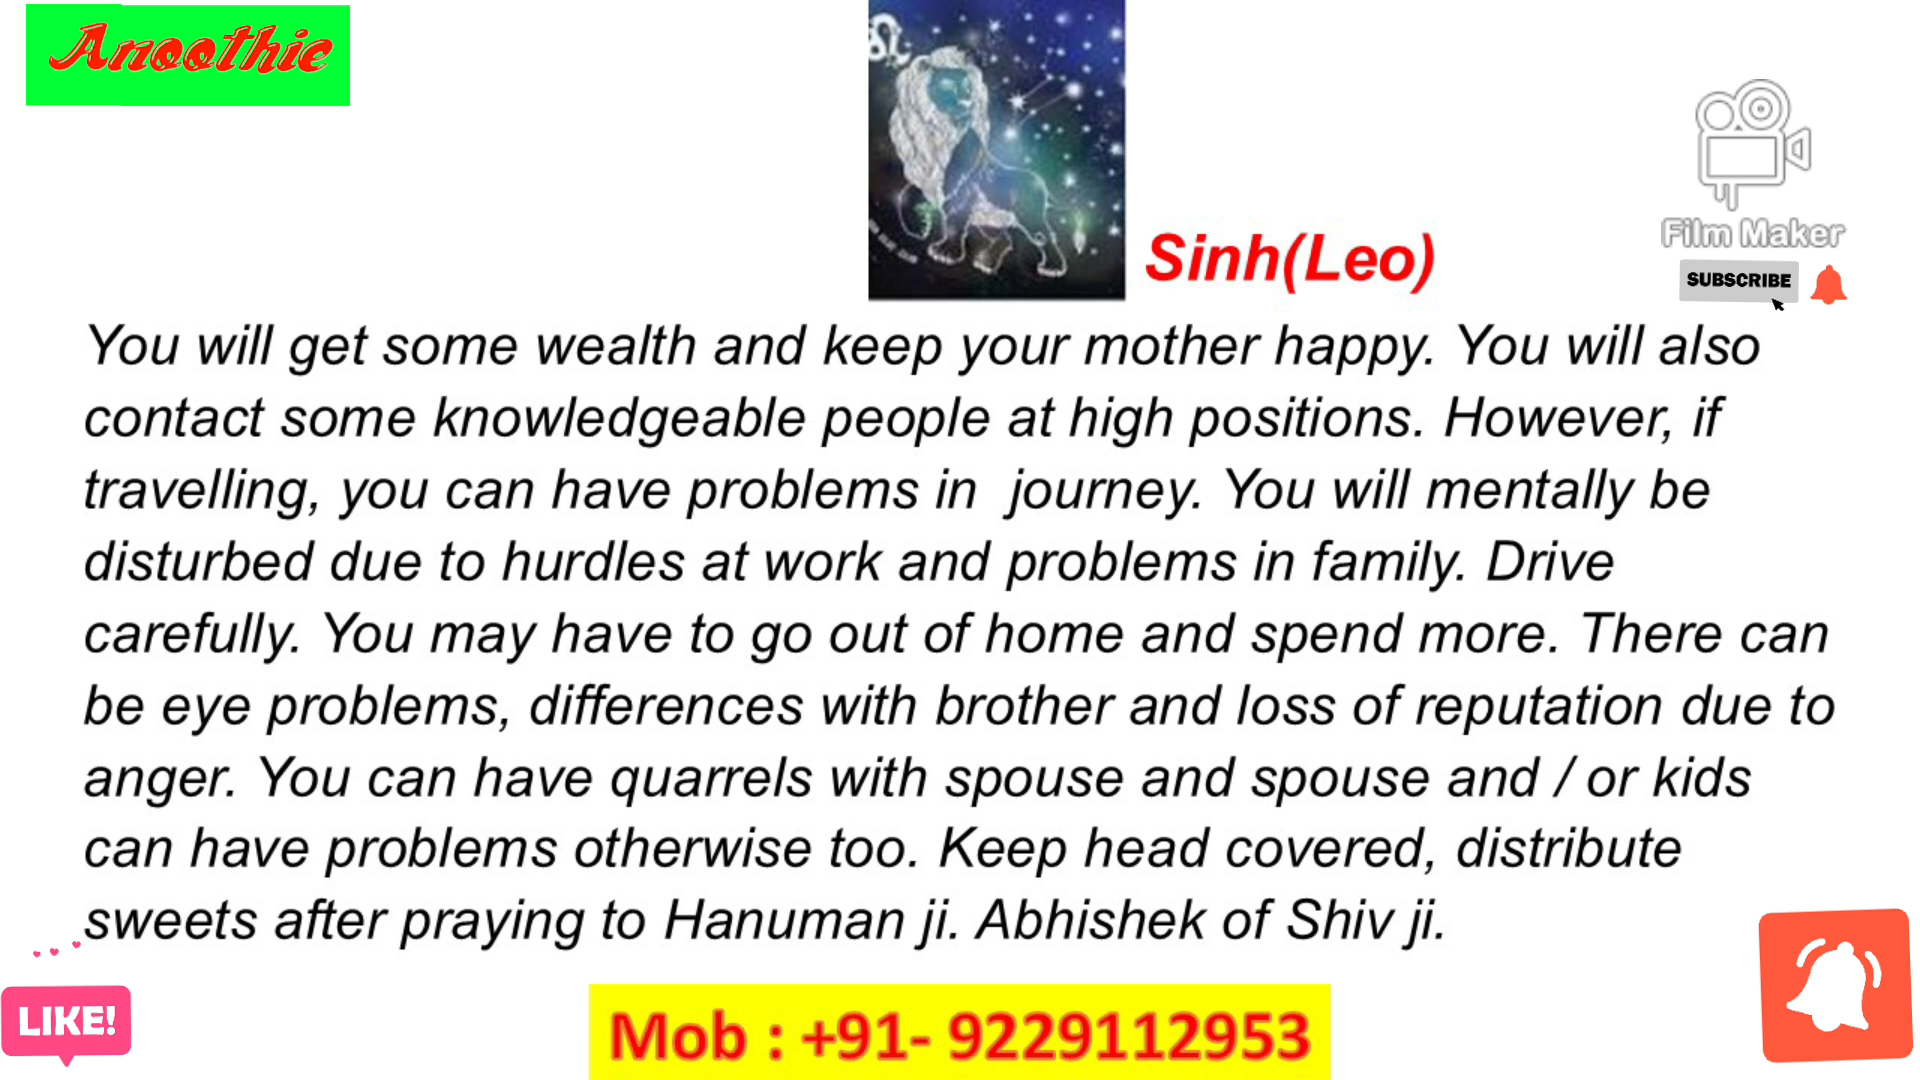 Anoothie
Sinh(Leo)
Film Maker
SUBSCRIBE
You will get some wealth and keep your mother happy. You will also
contact some knowledgeable people at high positions. However, if
travelling, you can have problems in  journey. You will mentally be
disturbed due to hurdles at work and problems in family. Drive
carefully. You may have to go out of home and spend more. There can
be eye problems, differences with brother and loss of reputation due to
anger. You can have quarrels with spouse and spouse and / or kids
can have problems otherwise too. Keep head covered, distribute
sweets after praying to Hanuman ji. Abhishek of Shiv ji.
LIKE!
Mob : +91- 9229112953